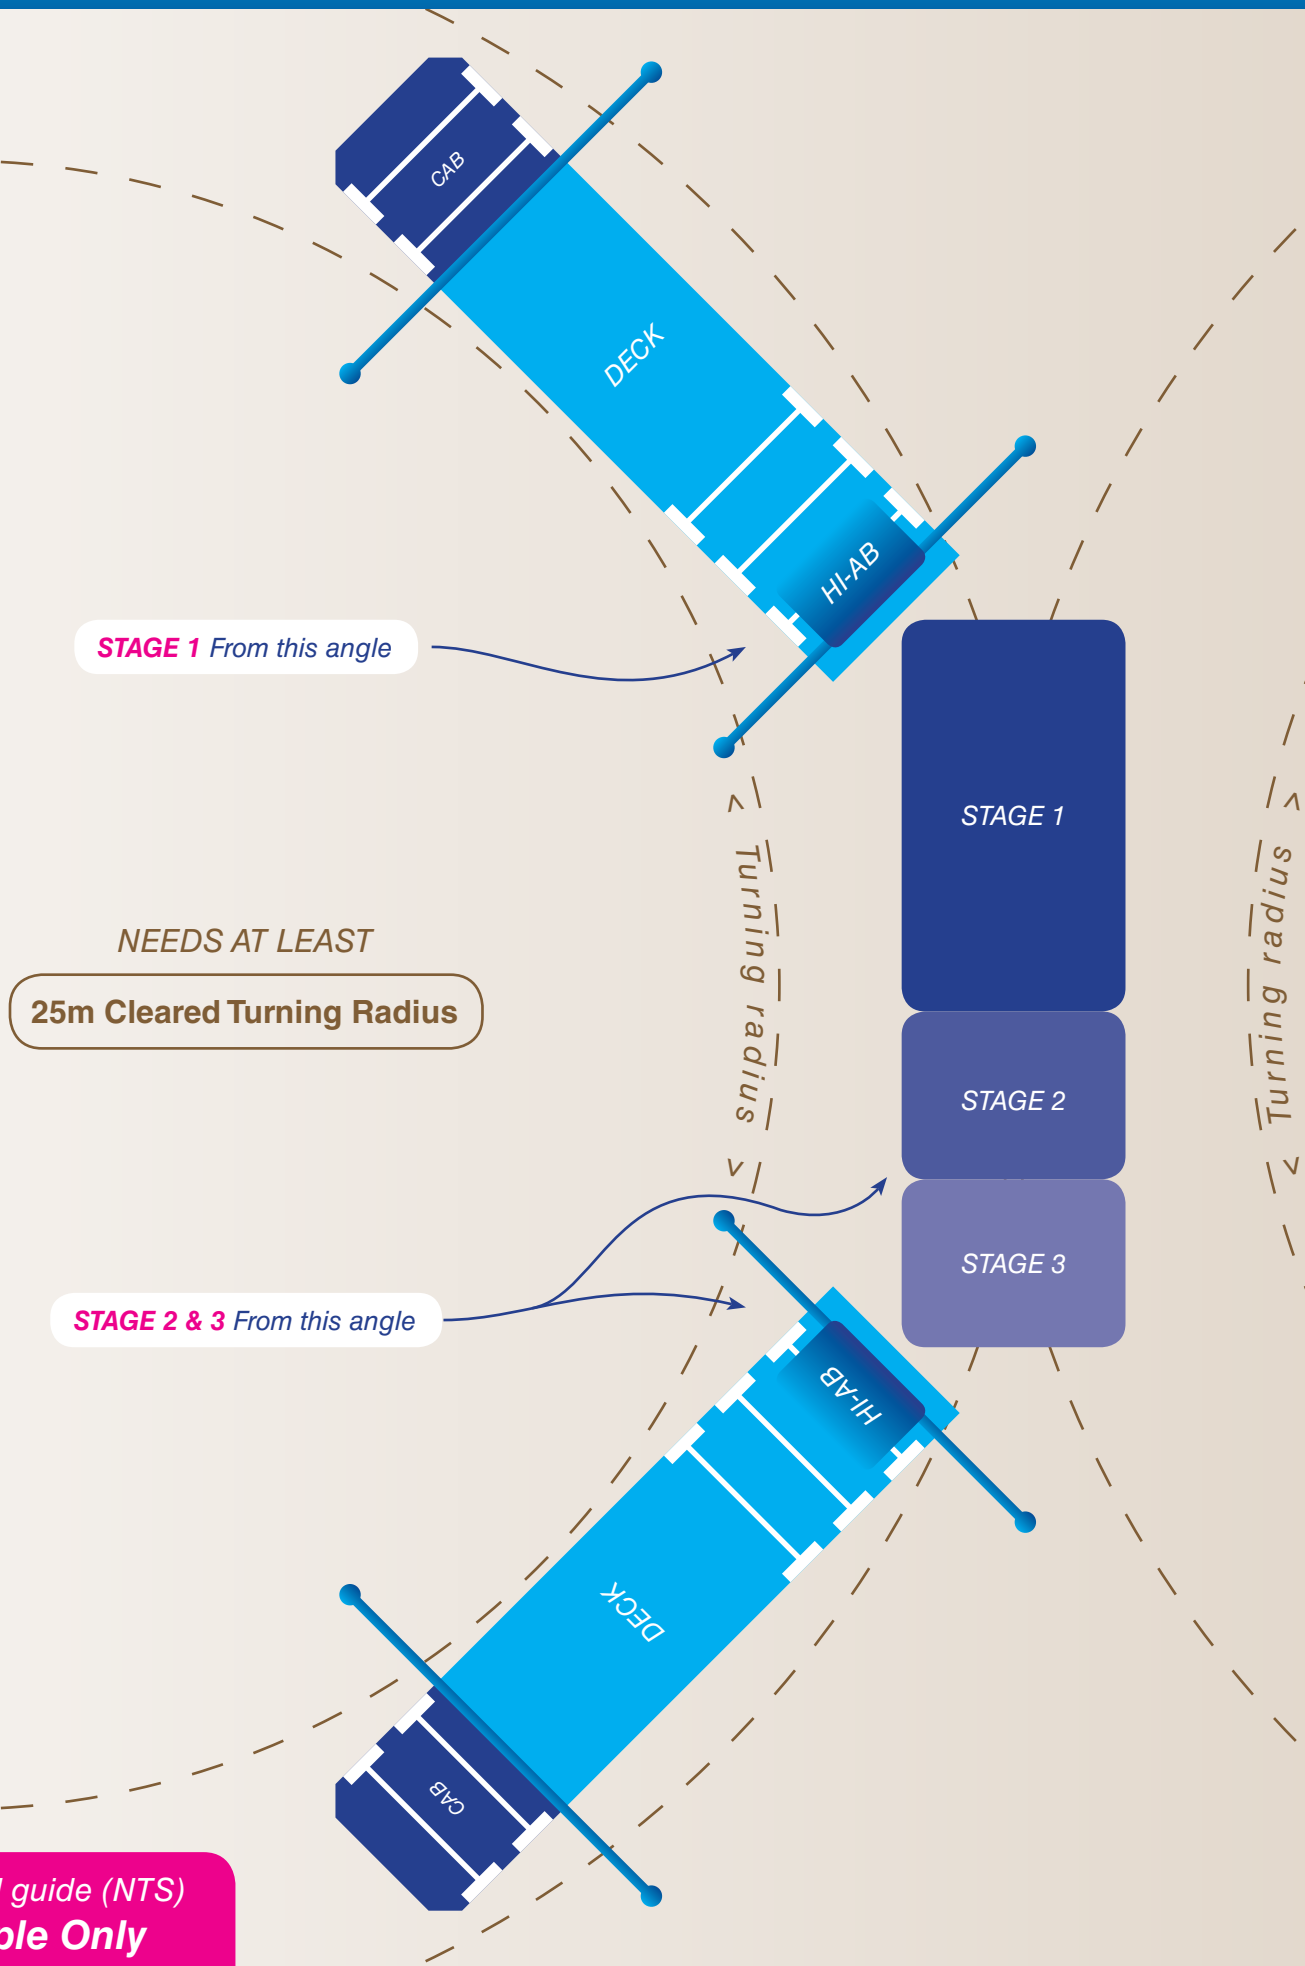 CAB
DECK
HI-AB
STAGE 1 From this angle
STAGE 1
< Turning radius >
< Turning radius >
NEEDS AT LEAST
25m Cleared Turning Radius
STAGE 2
STAGE 3
STAGE 2 & 3 From this angle
HI-AB
DECK
CAB
guide (NTS)
Only